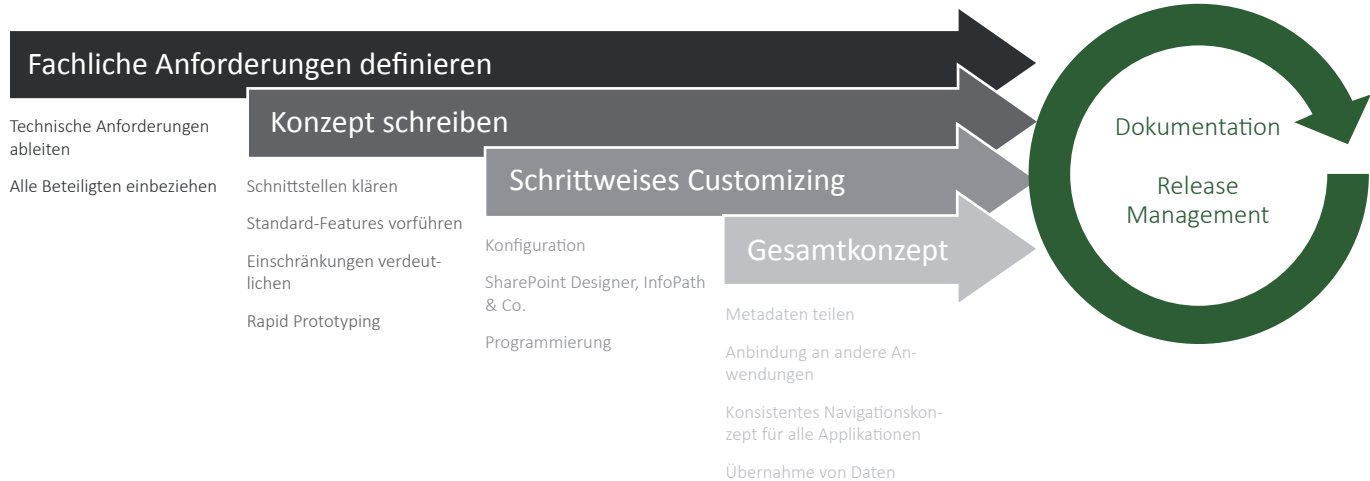 Fachliche Anforderungen definieren
Technische Anforderungen
ableiten
Alle Beteiligten einbeziehen
Konzept schreiben
Schnittstellen klären
Standard-Features vorführen
Einschränkungen verdeut-
lichen
Rapid Prototyping
Schrittweises Customizing
Konfiguration
SharePoint Designer, InfoPath
& Co.
Programmierung
Gesamtkonzept
Metadaten teilen
Anbindung an andere An-
wendungen
Konsistentes Navigationskon-
zept für alle Applikationen
Übernahme von Daten
Dokumentation
Release
Management